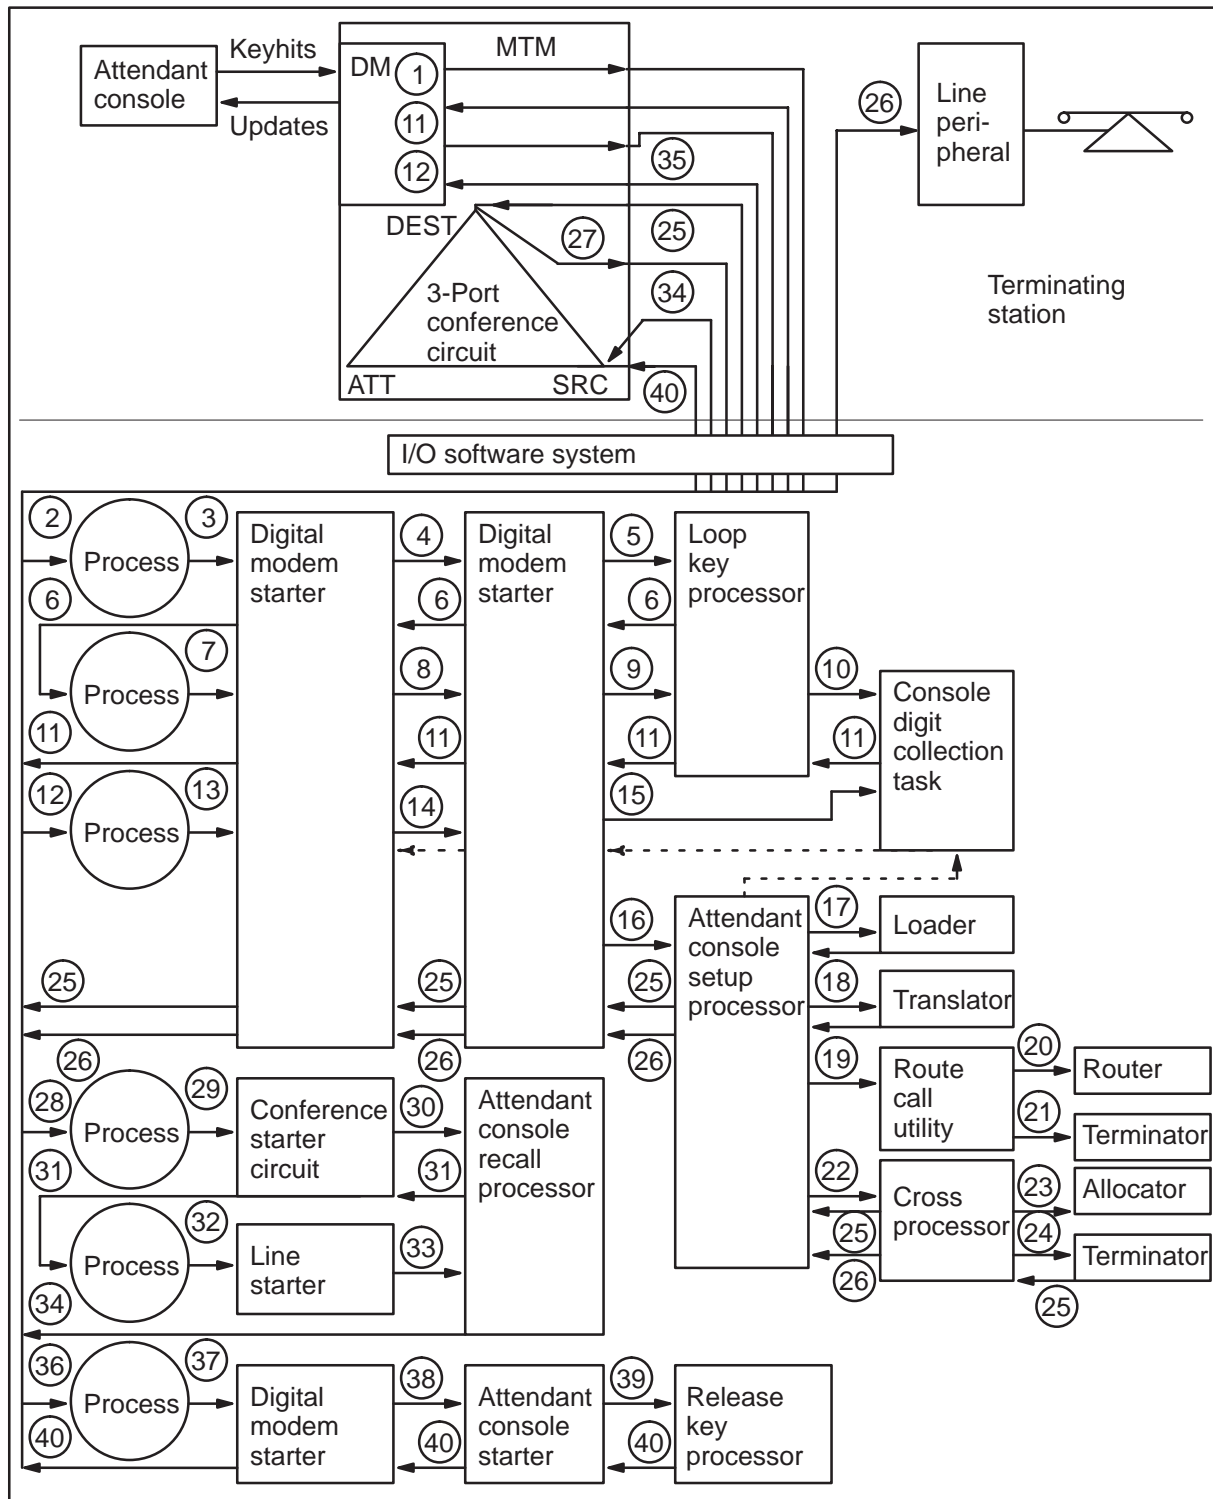 Keyhits
MTM
Attendant
console
DM
1
Updates
11
12
35
26
Line
peri-
pheral
DEST
27
25
34
3-Port
conference
circuit
Terminating
station
ATT
SRC
40
I/O software system
2
Process
3
Digital
modem
starter
4
Digital
modem
starter
5
Loop
key
processor
6
6
6
Process
7
8
9
10
Console
digit
collection
task
11
11
11
11
12
Process
13
14
15
16
Attendant
console
setup
processor
17
Loader
25
25
25
18
Translator
26
26
26
19
Route
call
utility
20
Router
21
Terminator
28
Process
29
Conference
starter
circuit
30
Attendant
console
recall
processor
31
31
22
Cross
processor
23
Allocator
24
Terminator
25
26
25
Process
32
Line
starter
33
34
36
Process
37
Digital
modem
starter
38
Attendant
console
starter
39
Release
key
processor
40
40
40